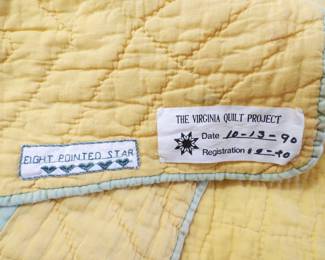 THE VIRGINIA QUILT PROJECT
Date 10-13-90
Registration
EIGHT POINTED STAR